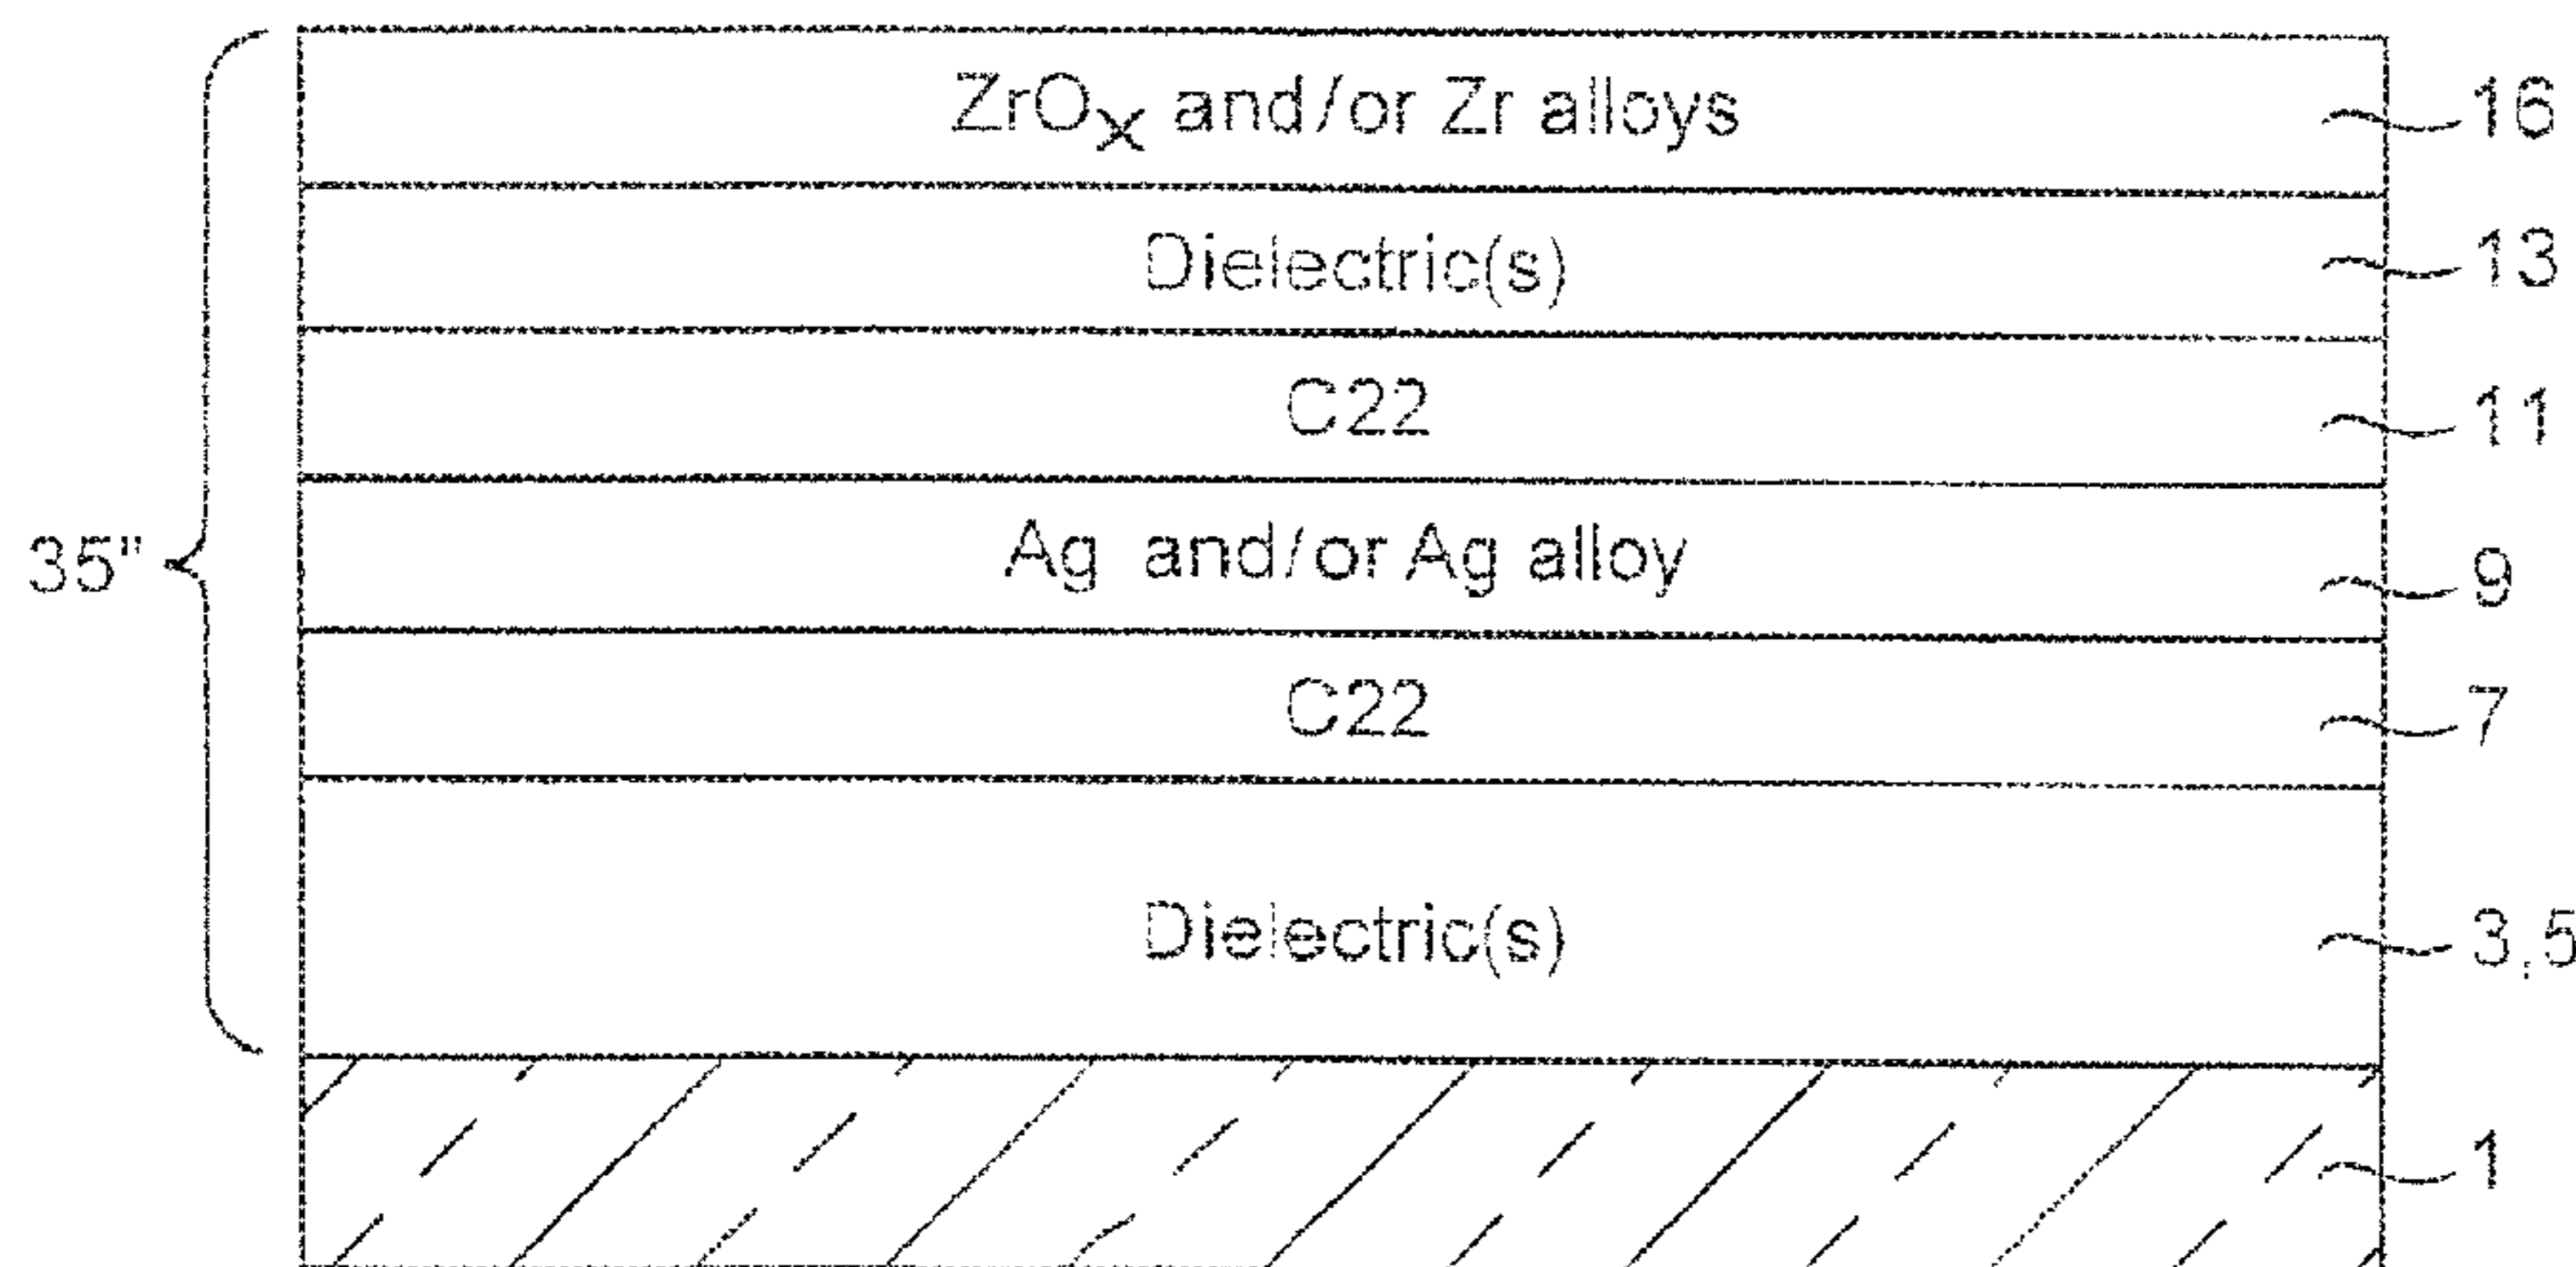 ZrOx and/or Zr alloys 16
Dielectric(s) 13
C22 11
35" Ag and/or Ag alloy 9
C22 7
Dielectric(s) 3,5
1